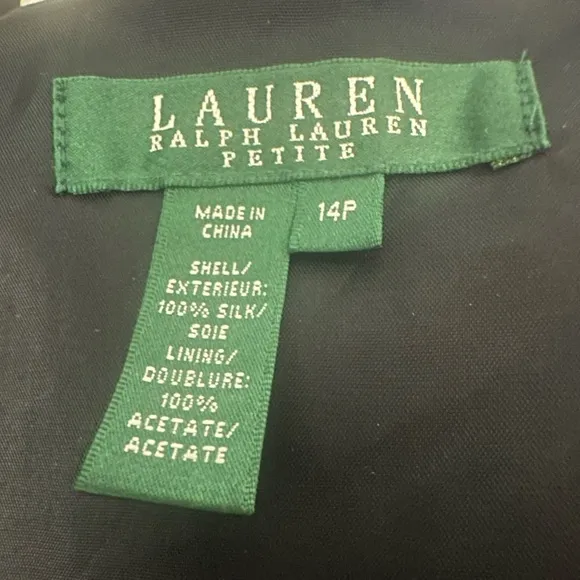 LAUREN
RALPH LAUREN
PETITE
MADE IN
CHINA
14P
SHELL/
EXTERIEUR:
100% SILK/
SOIE
LINING/
DOUBLURE:
100%
ACETATE/
ACETATE